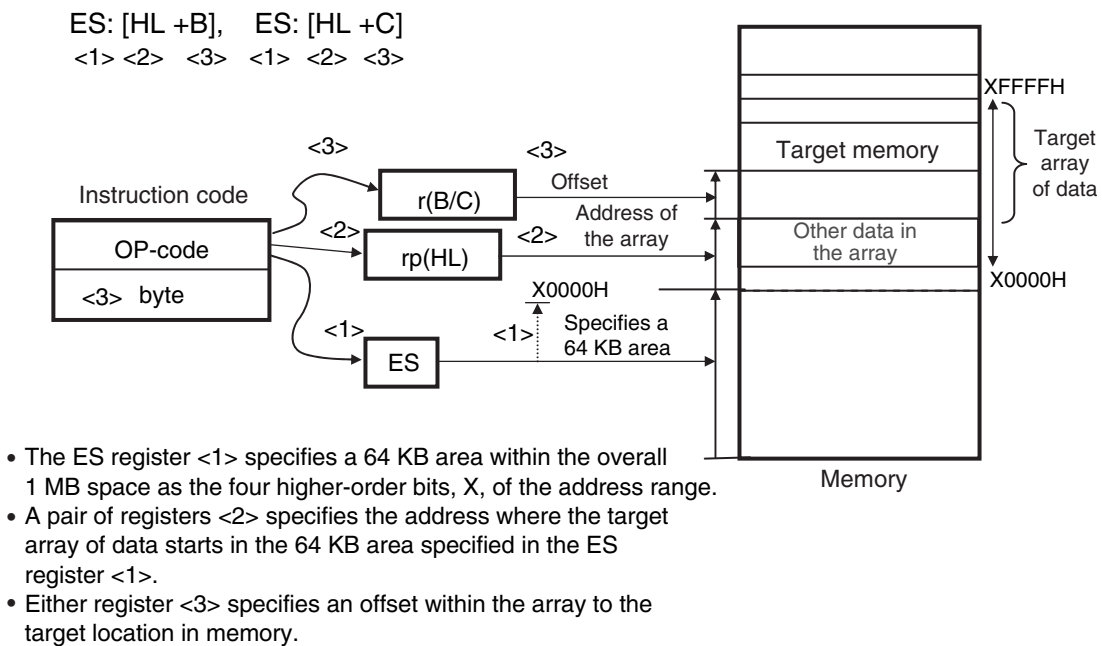 ES: [HL +B], ES: [HL +C]
<1> <2> <3> <1> <2> <3>
XFFFFH
Target
array
of data
Target memory
<3>
<3>
Instruction code
r(B/C)
Offset
OP-code
<2>
rp(HL)
<2>
Address of
the array
Other data in
the array
<3> byte
X0000H
X0000H
<1>
ES
<1>
Specifies a
64 KB area
Memory
• The ES register <1> specifies a 64 KB area within the overall
1 MB space as the four higher-order bits, X, of the address range.
• A pair of registers <2> specifies the address where the target
array of data starts in the 64 KB area specified in the ES
register <1>.
• Either register <3> specifies an offset within the array to the
target location in memory.